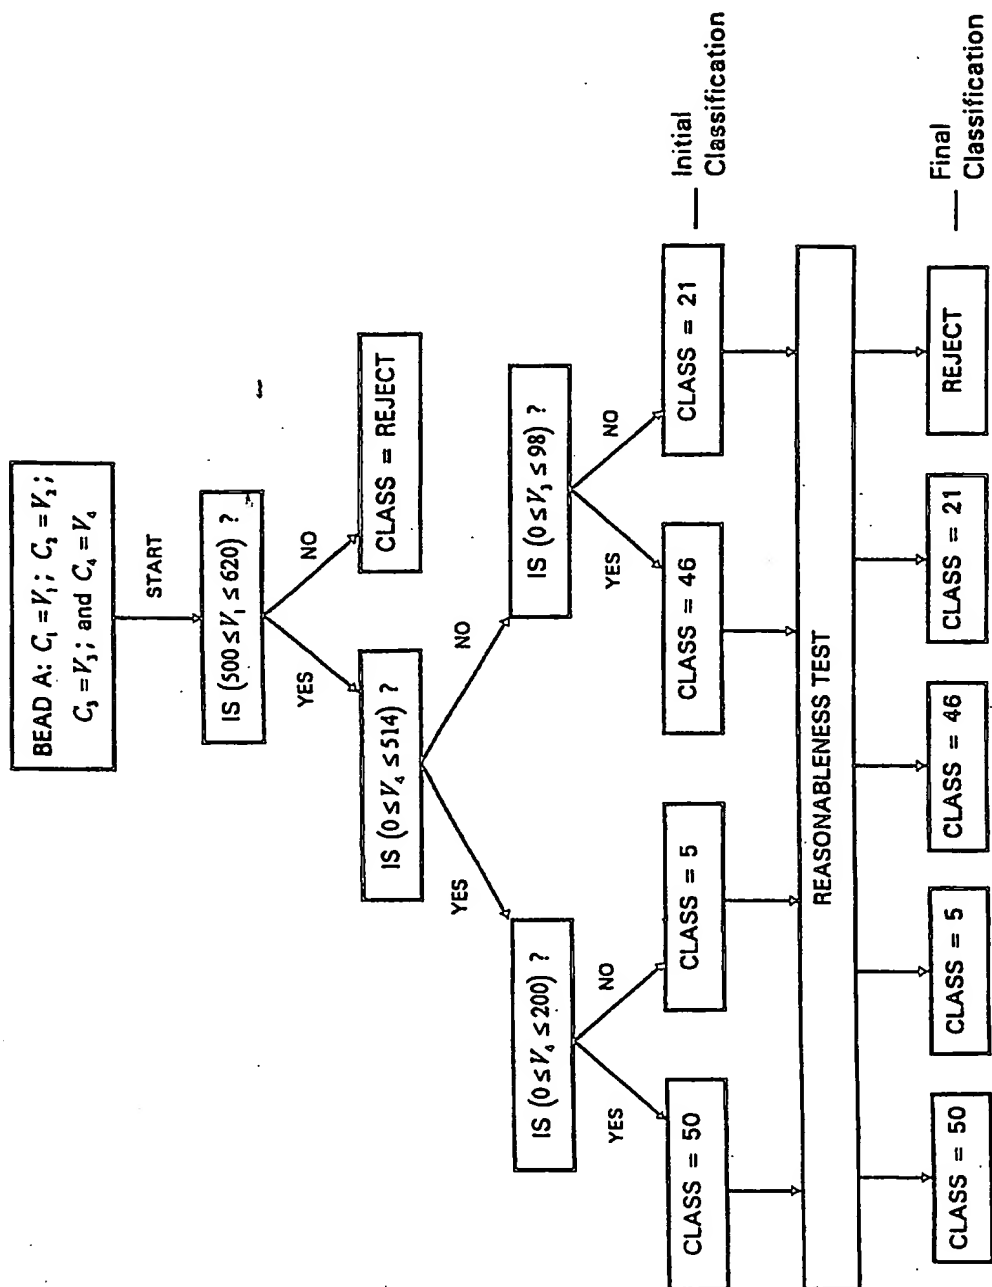 BEAD A: C₁ = V₁; C₂ = V₂;
C₃ = V₃; and C₄ = V₄
START
IS (500 ≤ V₁ ≤ 620) ?
YES
NO
IS (0 ≤ V₄ ≤ 514) ?
CLASS = REJECT
YES
NO
IS (0 ≤ V₄ ≤ 200) ?
IS (0 ≤ V₃ ≤ 98) ?
YES
NO
YES
NO
CLASS = 50
CLASS = 5
CLASS = 46
CLASS = 21
Initial
Classification
REASONABLENESS TEST
CLASS = 50
CLASS = 5
CLASS = 46
CLASS = 21
REJECT
Final
Classification